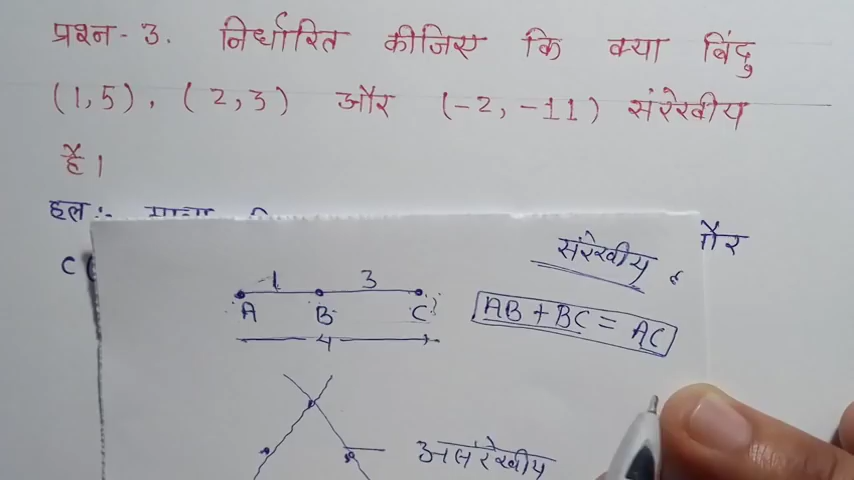 प्रश्न - 3. निर्धारित कीजिए कि क्या बिंदु
(1,5), (2,3) और (-2,-11) संरेखीय
है।
हल:-
और
C (
संरेखीय
1 3
A B C
AB + BC = AC
4
असंरेखीय